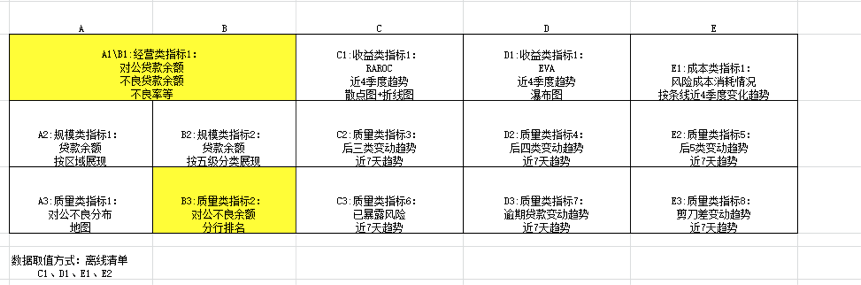 A B C D E
A1\B1:经营类指标1:
对公贷款余额
不良贷款余额
不良率等
C1:收益类指标1:
RAROC
近4季度趋势
散点图+折线图
D1:收益类指标1:
EVA
近4季度趋势
瀑布图
E1:成本类指标1:
风险成本消耗情况
按条线近4季度变化趋势
A2:规模类指标1:
贷款余额
按区域展现
B2:规模类指标2:
贷款余额
按五级分类展现
C2:质量类指标3:
后三类变动趋势
近7天趋势
D2:质量类指标4:
后四类变动趋势
近7天趋势
E2:质量类指标5:
后5类变动趋势
近7天趋势
A3:质量类指标1:
对公不良分布
地图
B3:质量类指标2:
对公不良余额
分行排名
C3:质量类指标6:
已暴露风险
近7天趋势
D3:质量类指标7:
逾期贷款变动趋势
近7天趋势
E3:质量类指标8:
剪刀差变动趋势
近7天趋势
数据取值方式:离线清单
C1、D1、E1、E2